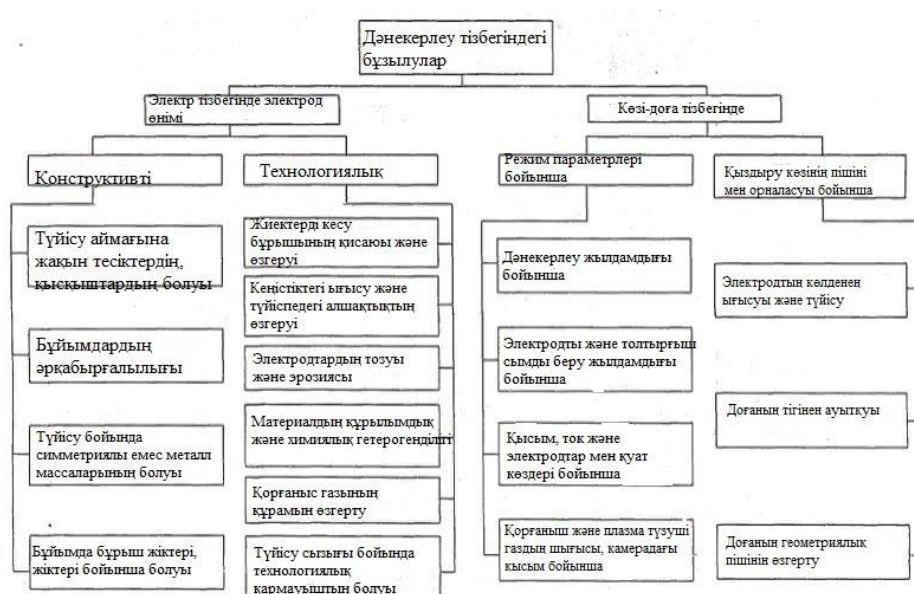 Дәнекерлеу тізбегіндегі
бұзылулар
Электр тізбегінде электрод
өнімі
Көзі-доға тізбегінде
Конструктивті
Технологиялық
Режим параметрлері
бойынша
Қыздыру көзінің пішіні
мен орналасуы бойынша
Түйісу аймағына
жақын тесіктердің,
қысқыштардың болуы
Бұйымдардың
әрқабырғалылығы
Түйісу бойында
симметриялы емес металл
массаларының болуы
Бұйымда бұрыш жіктері,
жіктері бойынша болуы
Жиектерді кесу
бұрышының қисаюы және
өзгеруі
Кеңістіктегі ығысу және
түйіспедегі алшақтықтың
өзгеруі
Электродтардың тозуы
және эрозиясы
Материалдың құрылымдық
және химиялық гетерогенділігі
Қорғаныс газының
құрамын өзгерту
Түйісу сызығы бойында
технологиялық
қармауыштың болуы
Дәнекерлеу жылдамдығы
бойынша
Электродты және толтырғыш
сымды беру жылдамдығы
бойынша
Қысым, ток және
электродтар мен қуат
көздері бойынша
Қорғаныш және плазма түзуші
газдың шығысы, камерадағы
қысым бойынша
Электродтың көлденең
ығысуы және түйісу
Доғаның тігінен ауытқуы
Доғаның геометриялық
пішінін өзгерту